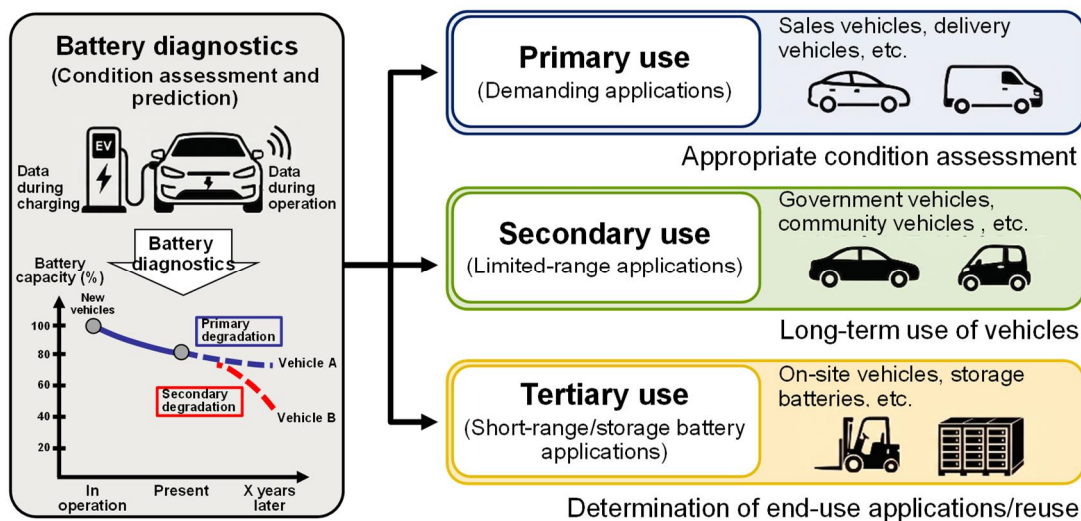 Battery diagnostics
(Condition assessment and
prediction)
EV
Data
during
charging
Data
during
operation
Battery
diagnostics
Battery
capacity (%)
New
vehicles
100
80
60
40
20
Primary
degradation
Secondary
degradation
Vehicle A
Vehicle B
In
operation
Present
X years
later
Primary use
(Demanding applications)
Sales vehicles, delivery
vehicles, etc.
Appropriate condition assessment
Secondary use
(Limited-range applications)
Government vehicles,
community vehicles , etc.
Long-term use of vehicles
Tertiary use
(Short-range/storage battery
applications)
On-site vehicles, storage
batteries, etc.
Determination of end-use applications/reuse